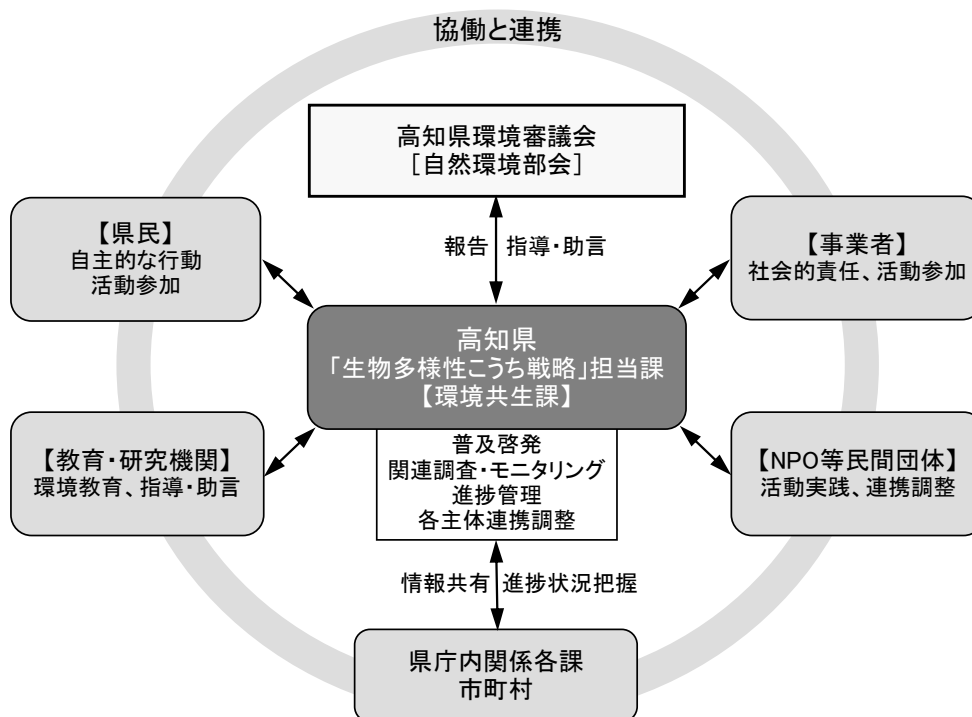 協働と連携
高知県環境審議会
［自然環境部会］
報告
指導・助言
【県民】
自主的な行動
活動参加
【事業者】
社会的責任、活動参加
高知県
「生物多様性こうち戦略」担当課
【環境共生課】
普及啓発
関連調査・モニタリング
進捗管理
各主体連携調整
【教育・研究機関】
環境教育、指導・助言
【NPO等民間団体】
活動実践、連携調整
情報共有
進捗状況把握
県庁内関係各課
市町村